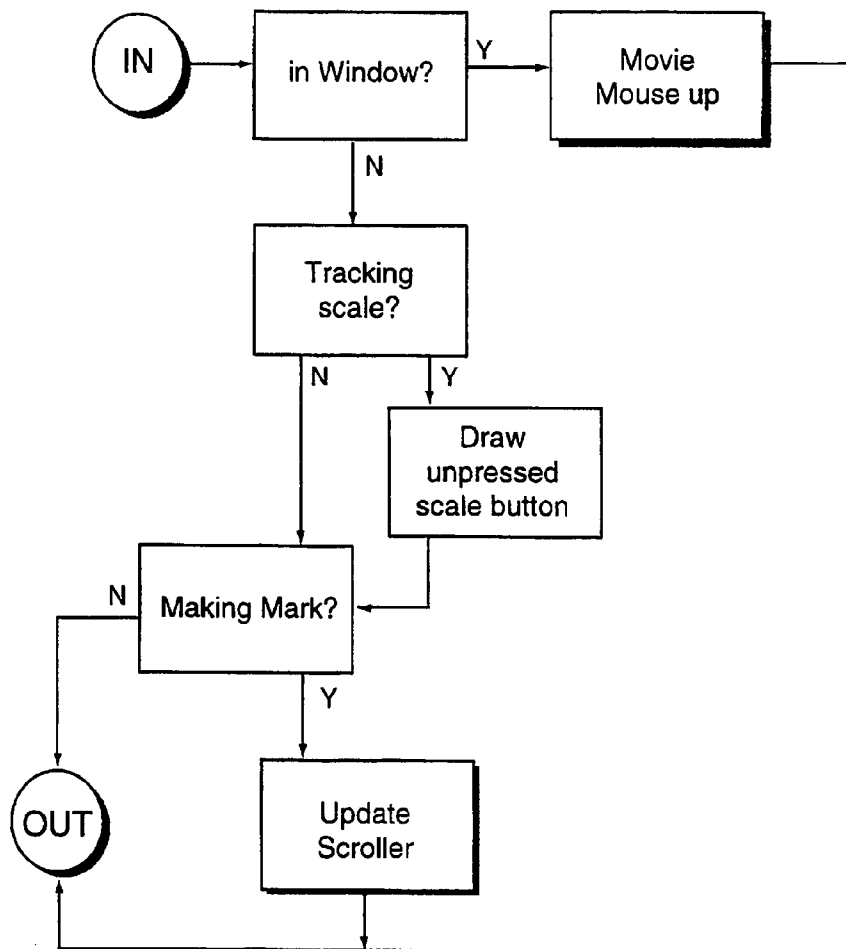 IN
in Window?
Y
Movie
Mouse up
N
Tracking
scale?
N
Y
Draw
unpressed
scale button
N
Making Mark?
Y
OUT
Update
Scroller